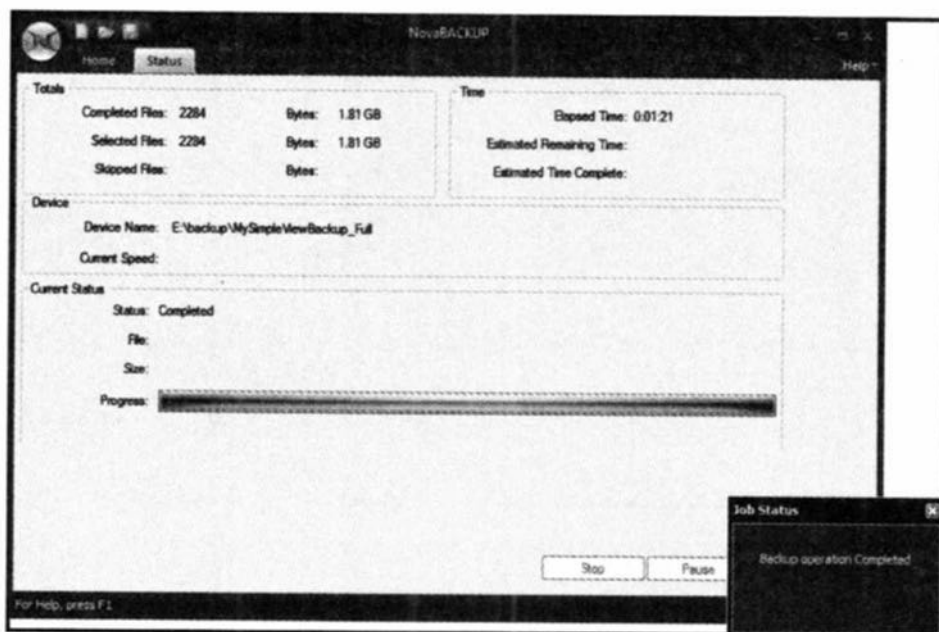 NovaBACKUP
Home Status Help
Totals
Completed Files: 2284 Bytes: 1.81 GB
Selected Files: 2284 Bytes: 1.81 GB
Skipped Files: Bytes:
Time
Elapsed Time: 0:01:21
Estimated Remaining Time:
Estimated Time Complete:
Device
Device Name: E:\backup\MySimpleViewBackup_Full
Current Speed:
Current Status
Status: Completed
File:
Size:
Progress:
Stop Pause
Job Status
Backup operation Completed
For Help, press F1